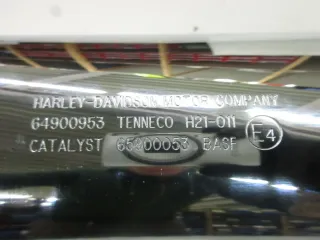 HARLEY-DAVIDSON MOTOR COMPANY
64900953 TENNECO H21-011
CATALYST 65900053 BASF E4